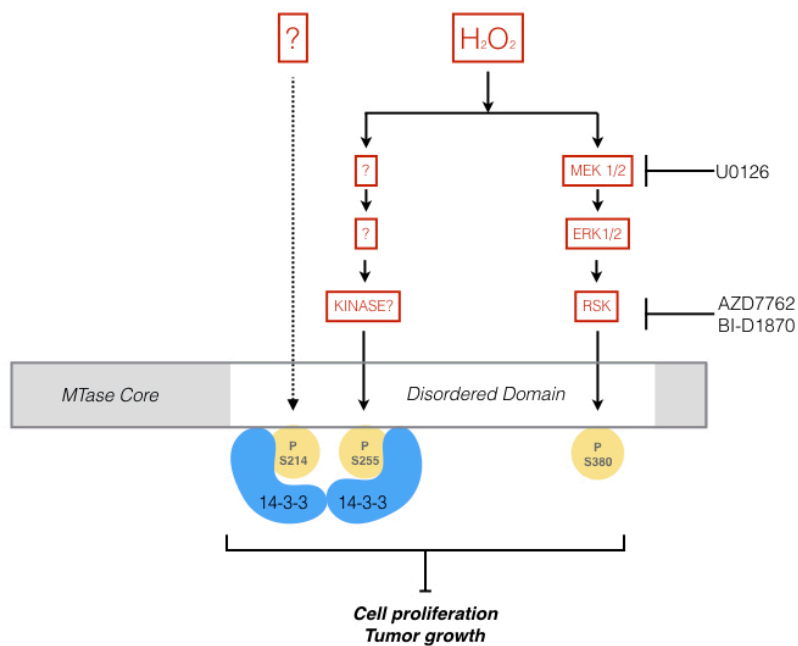 ?
H₂O₂
?
MEK 1/2
U0126
?
ERK1/2
KINASE?
RSK
AZD7762
BI-D1870
MTase Core
Disordered Domain
P
S214
P
S255
P
S380
14-3-3
14-3-3
Cell proliferation
Tumor growth